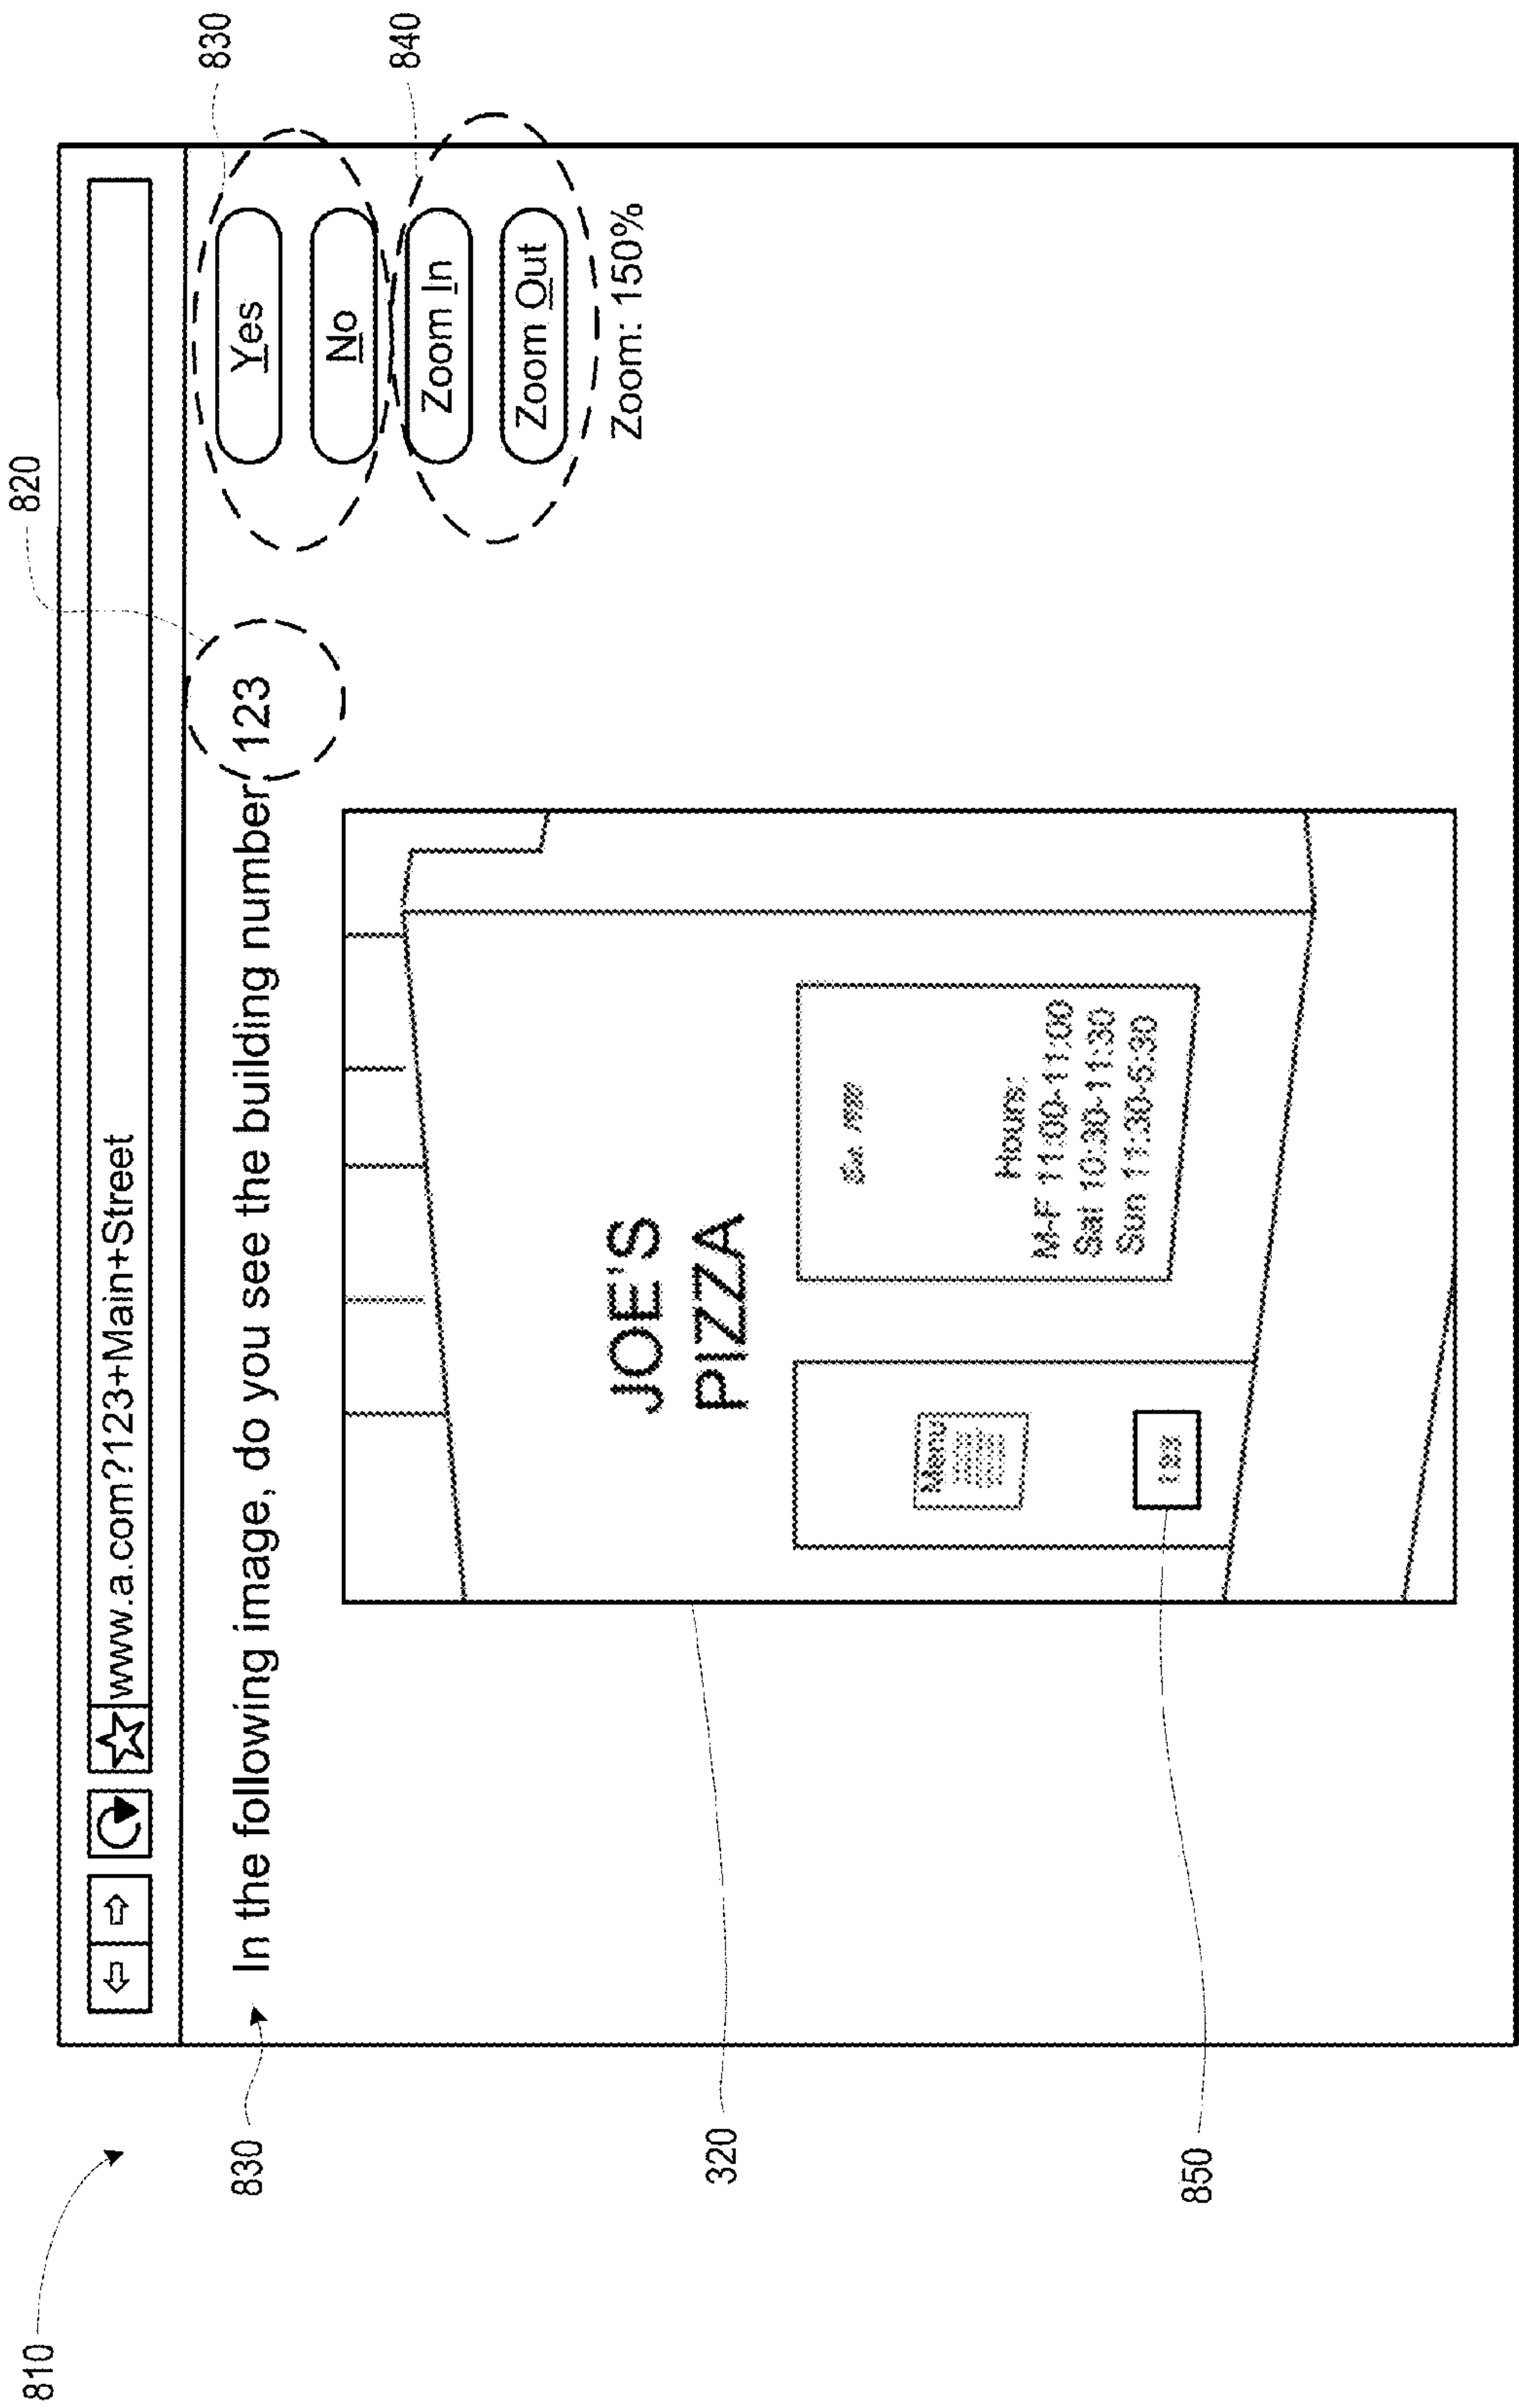 810
820
830
840
www.a.com?123+Main+Street
830
In the following image, do you see the building number 123
Yes
No
Zoom In
Zoom Out
Zoom: 150%
320
JOE'S
PIZZA
Menu
Hours:
M-F 11:00-11:00
Sat 10:30-11:30
Sun 11:30-5:30
850